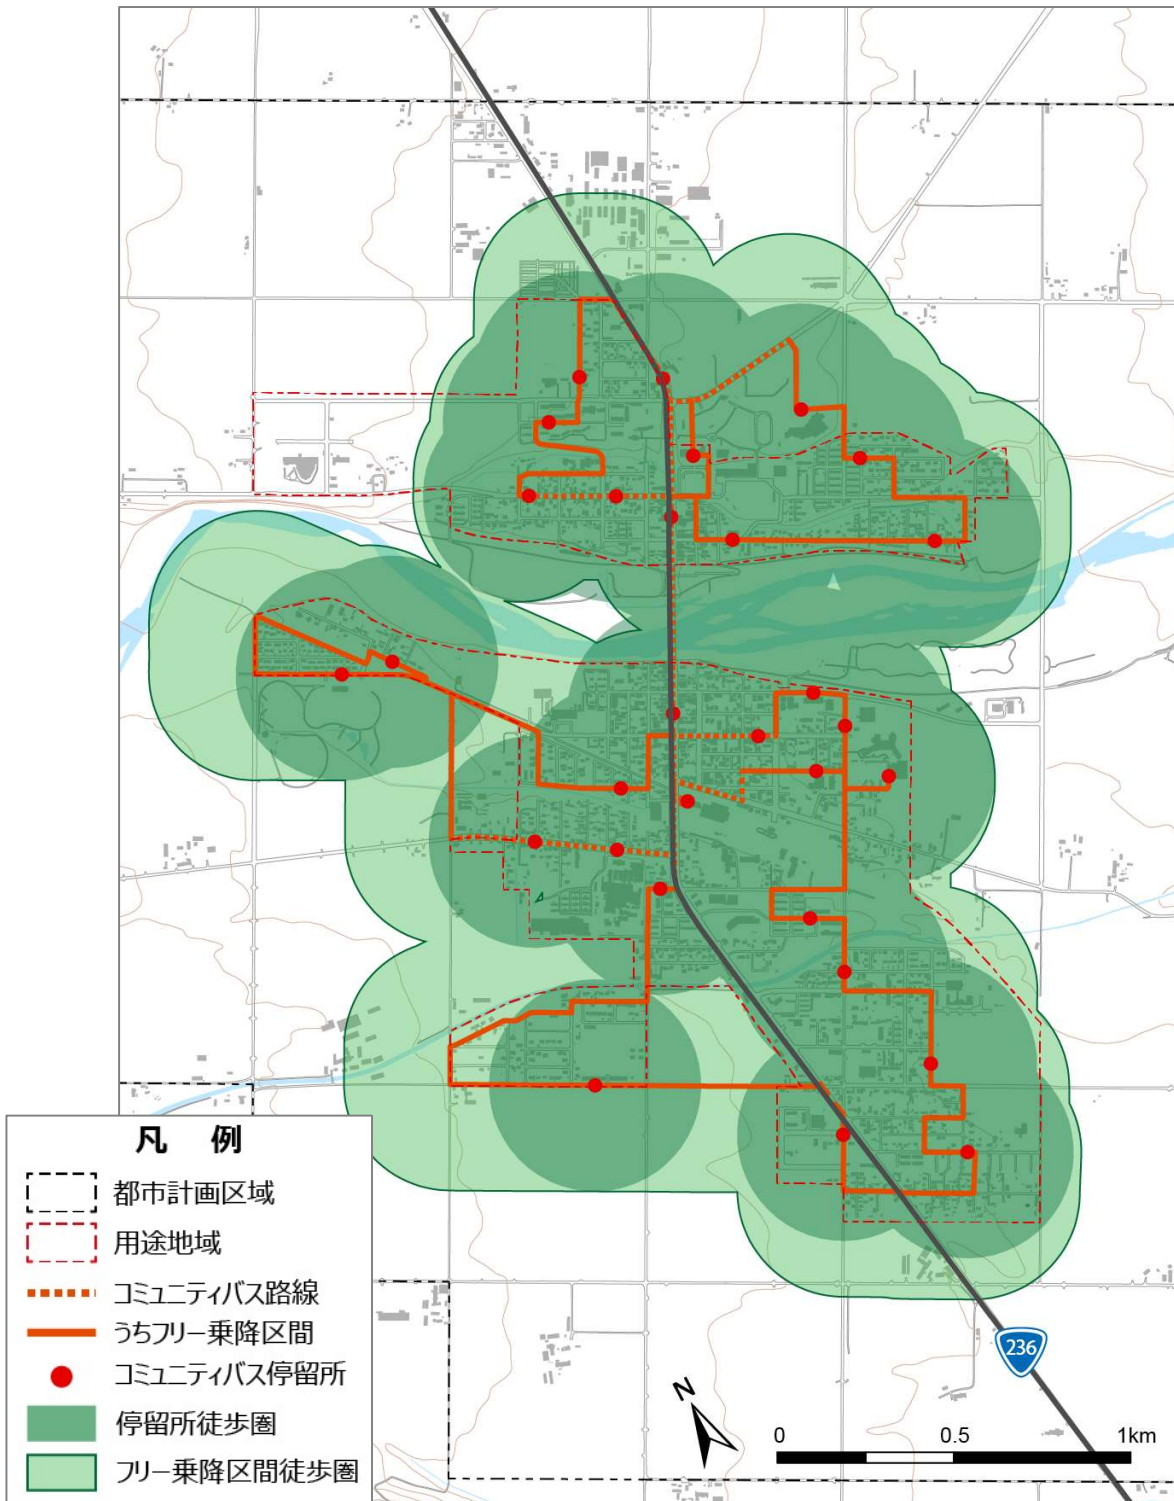 凡 例
都市計画区域
用途地域
コミュニティバス路線
うちフリー乗降区間
コミュニティバス停留所
停留所徒歩圏
フリー乗降区間徒歩圏
236
N
0 0.5 1km